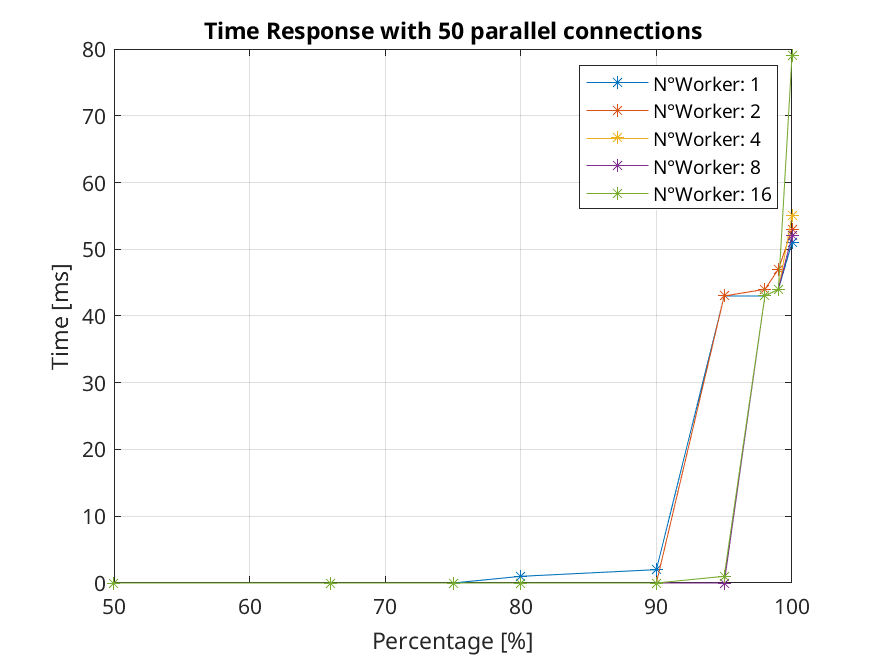 Time Response with 50 parallel connections
80
70
60
50
40
30
20
10
0
Time [ms]
N°Worker: 1
N°Worker: 2
N°Worker: 4
N°Worker: 8
N°Worker: 16
50 60 70 80 90 100
Percentage [%]